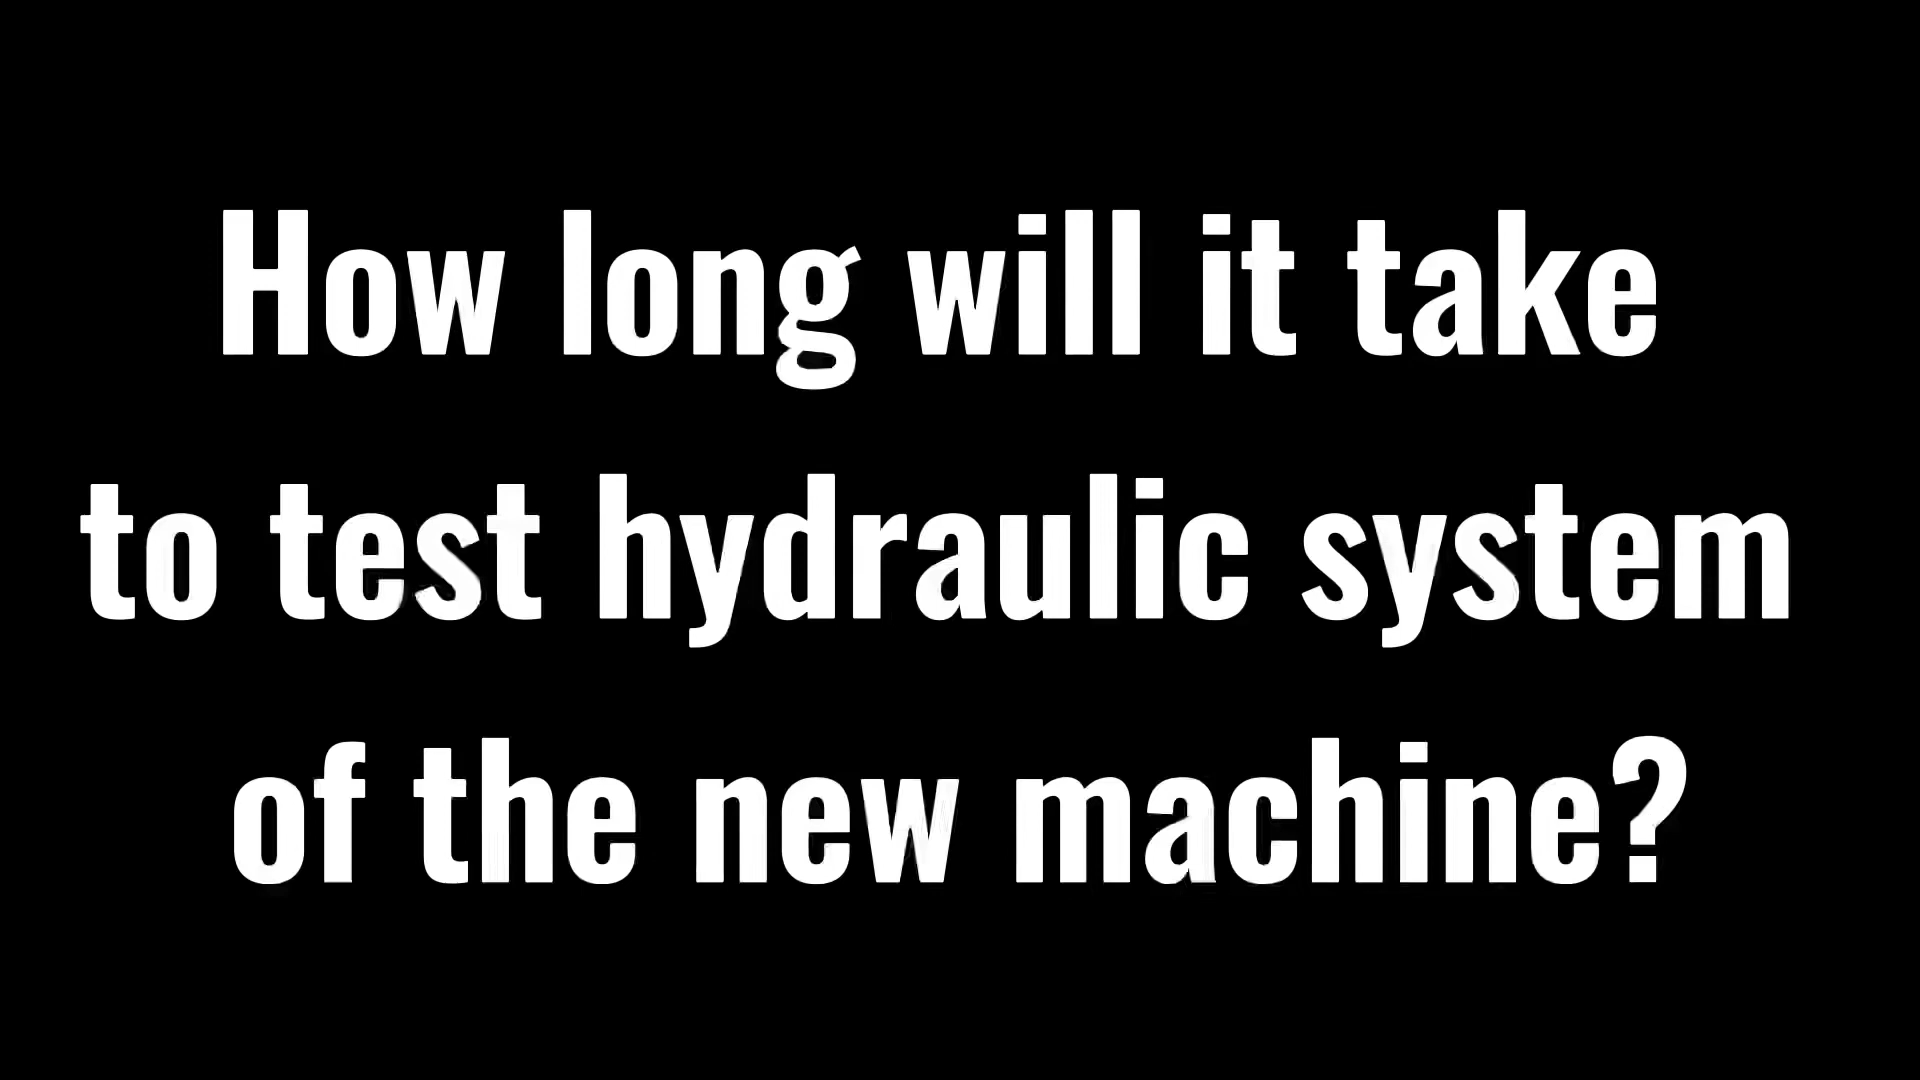 How long will it take
to test hydraulic system
of the new machine?